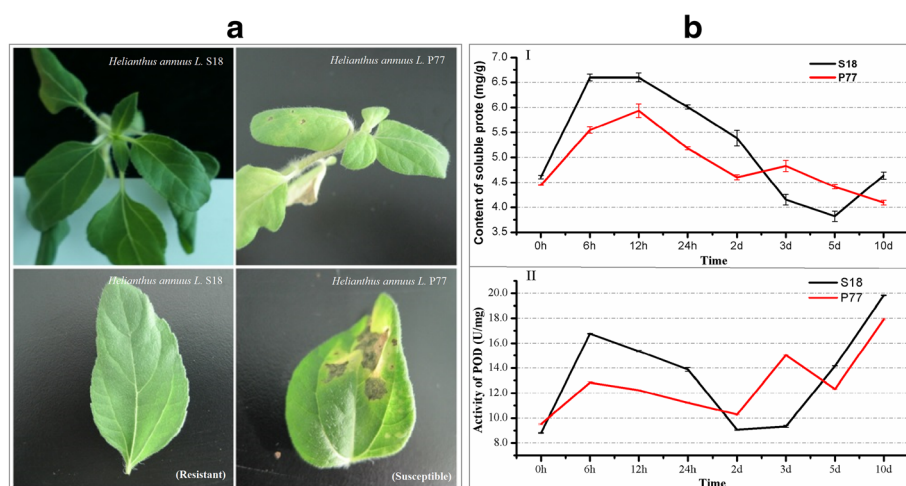 a
b
Helianthus annuus L. S18
Helianthus annuus L. P77
Helianthus annuus L. S18
(Resistant)
Helianthus annuus L. P77
(Susceptible)
I
S18
P77
Content of soluble prote (mg/g)
7.0
6.5
6.0
5.5
5.0
4.5
4.0
3.5
0h 6h 12h 24h 2d 3d 5d 10d
Time
II
S18
P77
Activity of POD (U/mg)
20.0
18.0
16.0
14.0
12.0
10.0
8.0
0h 6h 12h 24h 2d 3d 5d 10d
Time